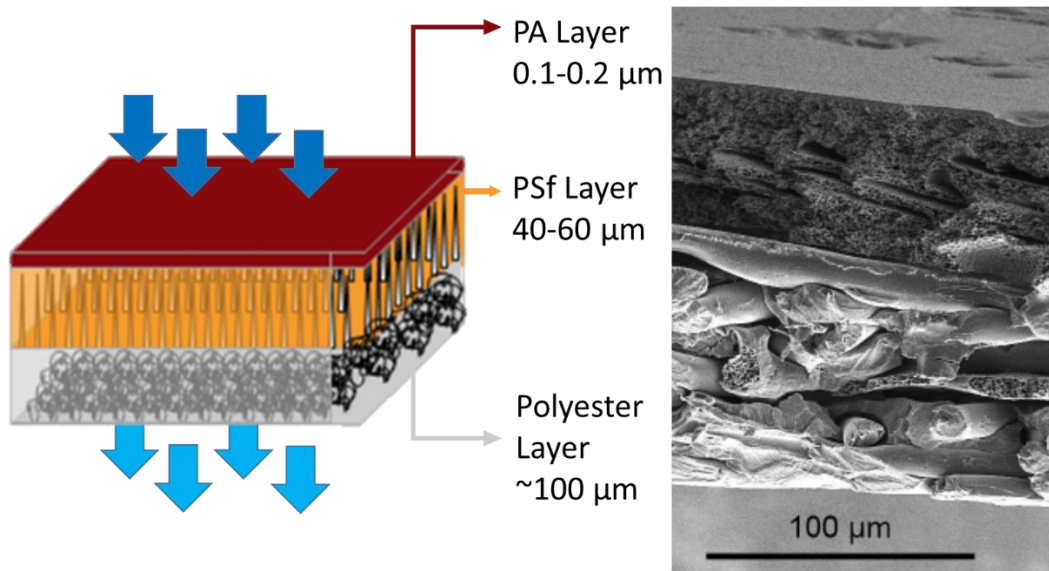 PA Layer
0.1-0.2 µm
PSf Layer
40-60 µm
Polyester
Layer
~100 µm
100 µm